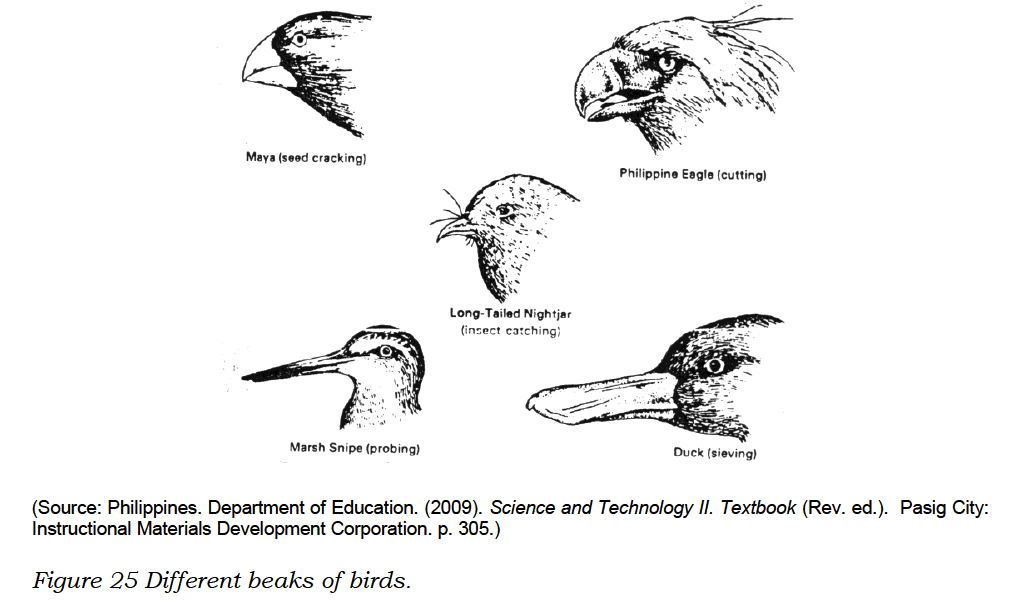 Maya (seed cracking)
Philippine Eagle (cutting)
Long-Tailed Nightjar
(insect catching)
Marsh Snipe (probing)
Duck (sieving)
(Source: Philippines. Department of Education. (2009). Science and Technology II. Textbook (Rev. ed.). Pasig City:
Instructional Materials Development Corporation. p. 305.)
Figure 25 Different beaks of birds.